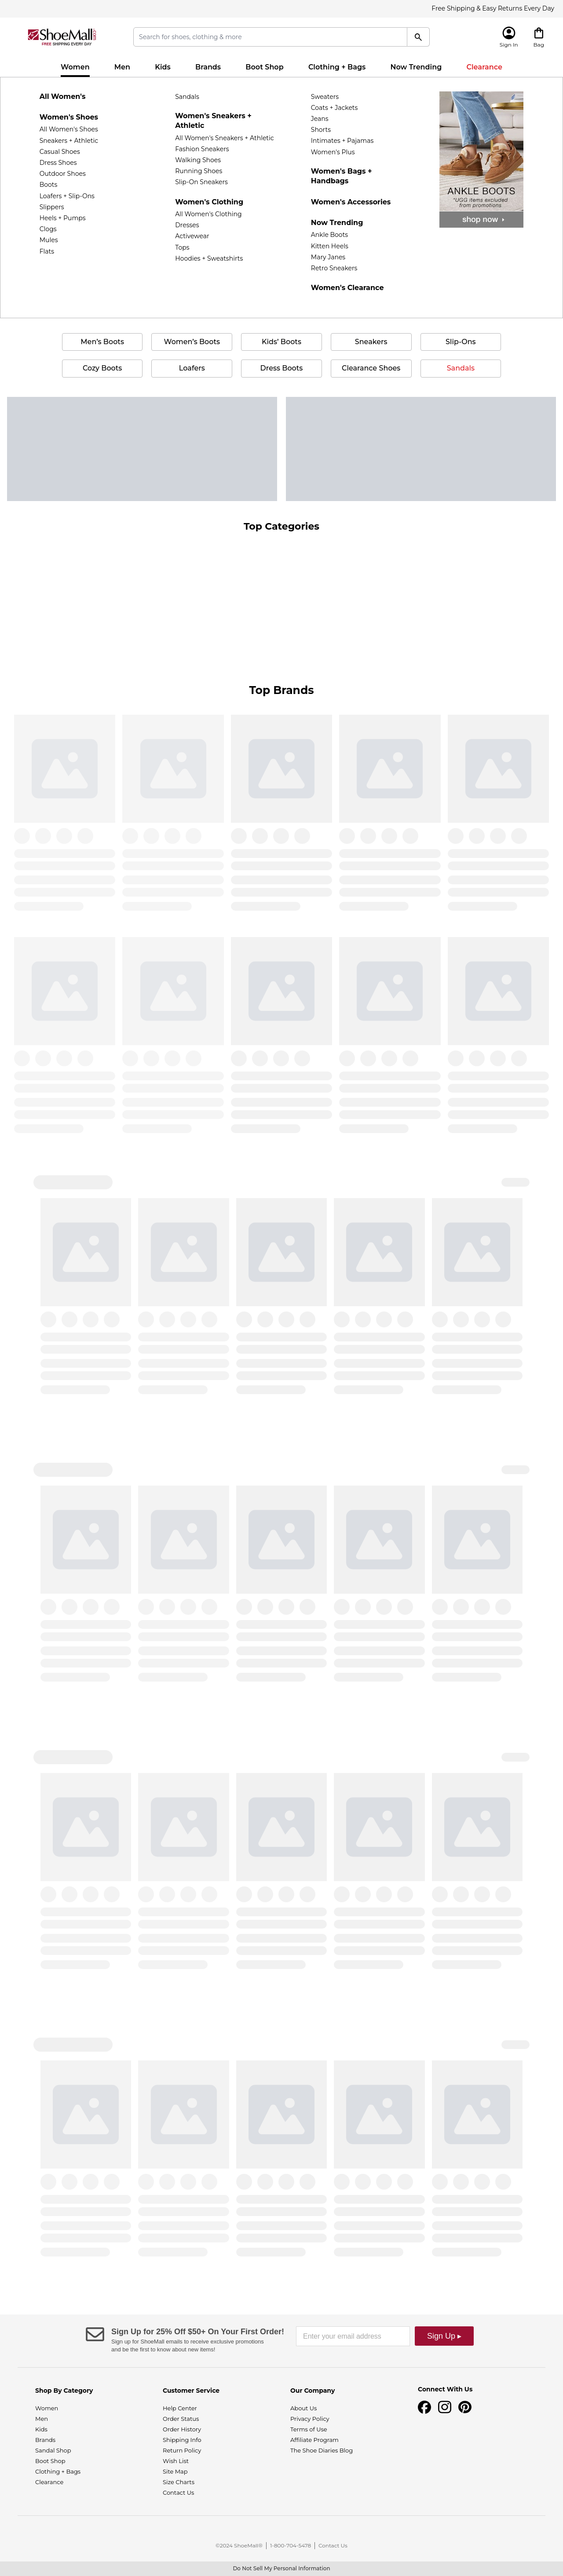 Free Shipping & Easy Returns Every Day
ShoeMall
FREE SHIPPING EVERY DAY
Search for shoes, clothing & more
Sign In
Bag
Women
Men
Kids
Brands
Boot Shop
Clothing + Bags
Now Trending
Clearance
All Women's
Women's Shoes
All Women's Shoes
Sneakers + Athletic
Casual Shoes
Dress Shoes
Outdoor Shoes
Boots
Loafers + Slip-Ons
Slippers
Heels + Pumps
Clogs
Mules
Flats
Sandals
Women's Sneakers +
Athletic
All Women's Sneakers + Athletic
Fashion Sneakers
Walking Shoes
Running Shoes
Slip-On Sneakers
Women's Clothing
All Women's Clothing
Dresses
Activewear
Tops
Hoodies + Sweatshirts
Sweaters
Coats + Jackets
Jeans
Shorts
Intimates + Pajamas
Women's Plus
Women's Bags +
Handbags
Women's Accessories
Now Trending
Ankle Boots
Kitten Heels
Mary Janes
Retro Sneakers
Women's Clearance
ANKLE BOOTS
*UGG items excluded
from promotions.
shop now ›
Men's Boots
Women's Boots
Kids' Boots
Sneakers
Slip-Ons
Cozy Boots
Loafers
Dress Boots
Clearance Shoes
Sandals
Top Categories
Top Brands
Sign Up for 25% Off $50+ On Your First Order!
Sign up for ShoeMall emails to receive exclusive promotions
and be the first to know about new items!
Enter your email address
Sign Up ▸
Shop By Category
Women
Men
Kids
Brands
Sandal Shop
Boot Shop
Clothing + Bags
Clearance
Customer Service
Help Center
Order Status
Order History
Shipping Info
Return Policy
Wish List
Site Map
Size Charts
Contact Us
Our Company
About Us
Privacy Policy
Terms of Use
Affiliate Program
The Shoe Diaries Blog
Connect With Us
©2024 ShoeMall® | 1-800-704-5478 | Contact Us
Do Not Sell My Personal Information